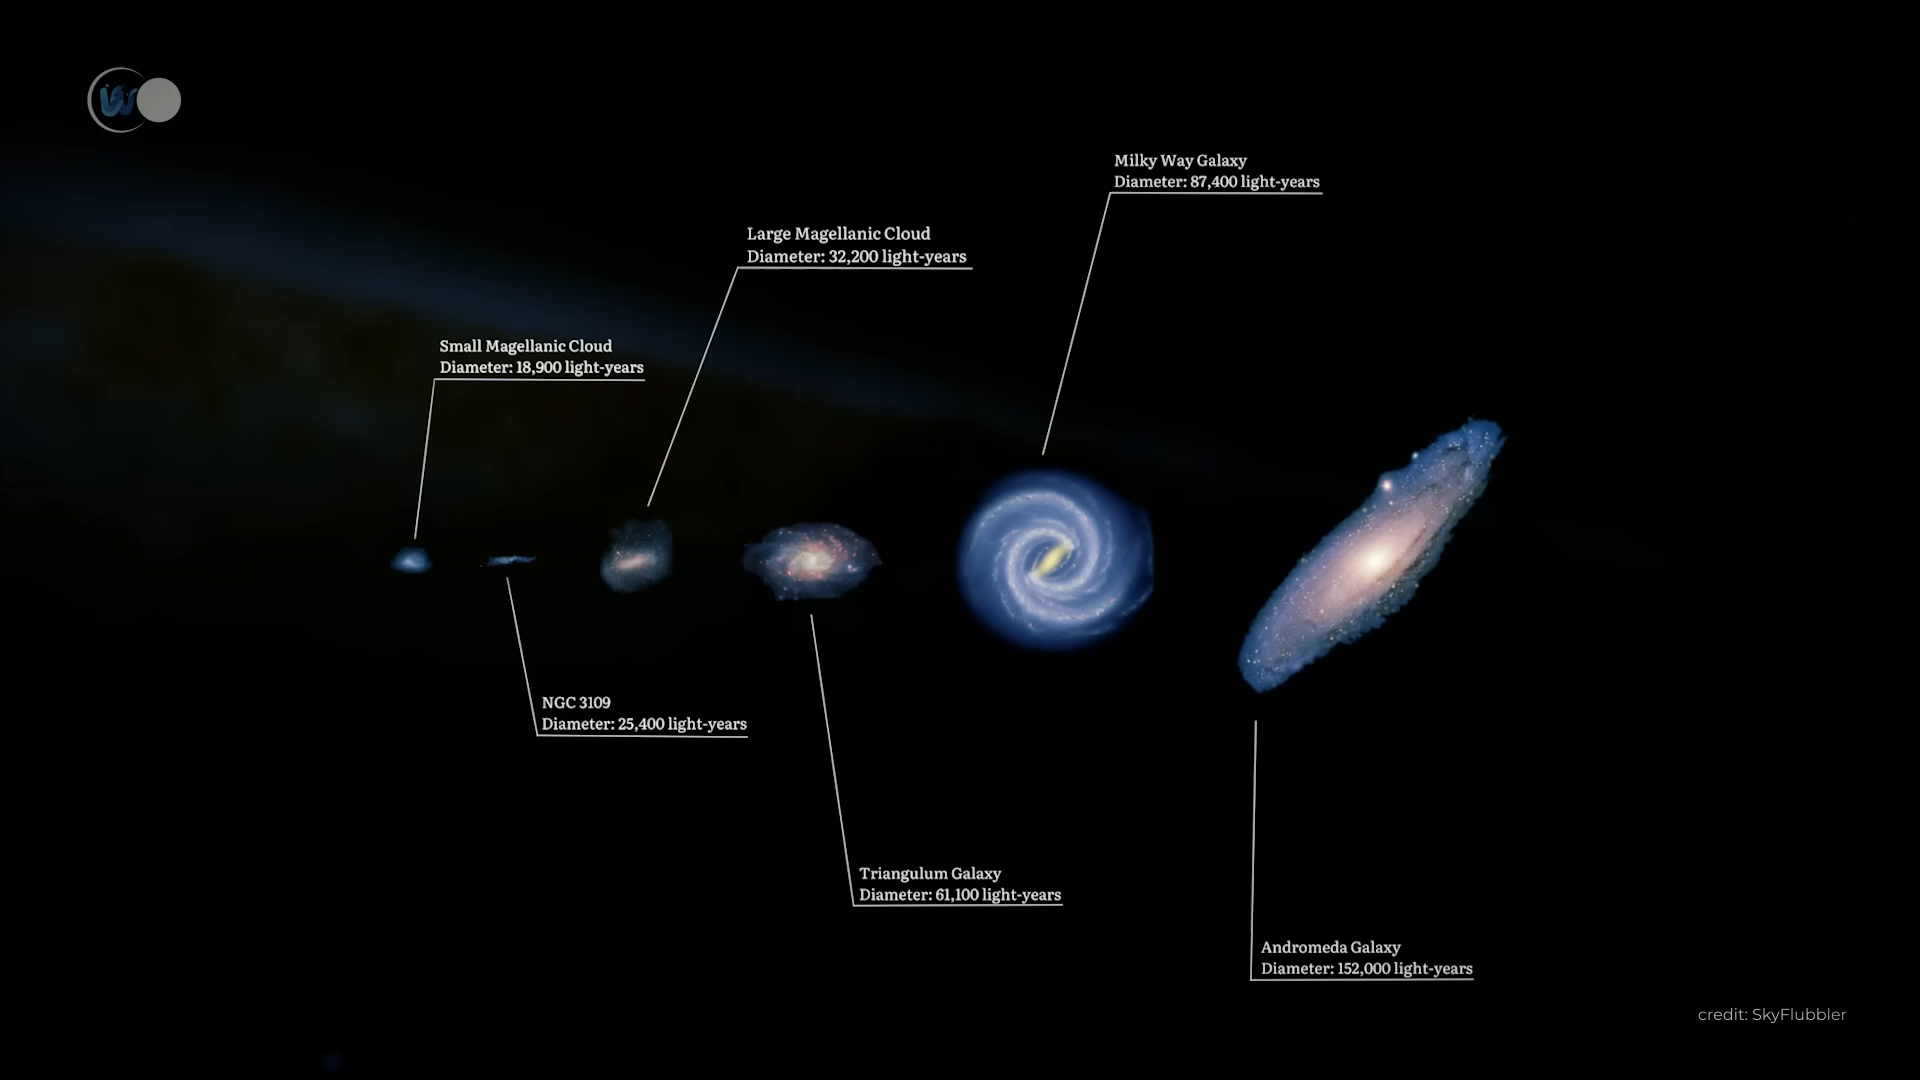 Milky Way Galaxy
Diameter: 87,400 light-years
Large Magellanic Cloud
Diameter: 32,200 light-years
Small Magellanic Cloud
Diameter: 18,900 light-years
NGC 3109
Diameter: 25,400 light-years
Triangulum Galaxy
Diameter: 61,100 light-years
Andromeda Galaxy
Diameter: 152,000 light-years
credit: SkyFlubbler